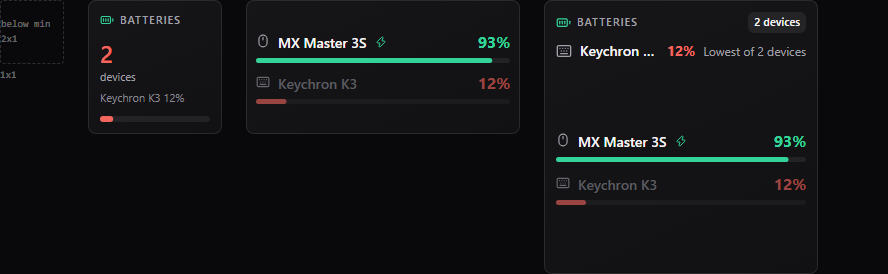 below min
2x1
1x1
BATTERIES
2
devices
Keychron K3 12%
MX Master 3S 93%
Keychron K3 12%
BATTERIES 2 devices
Keychron ... 12% Lowest of 2 devices
MX Master 3S 93%
Keychron K3 12%